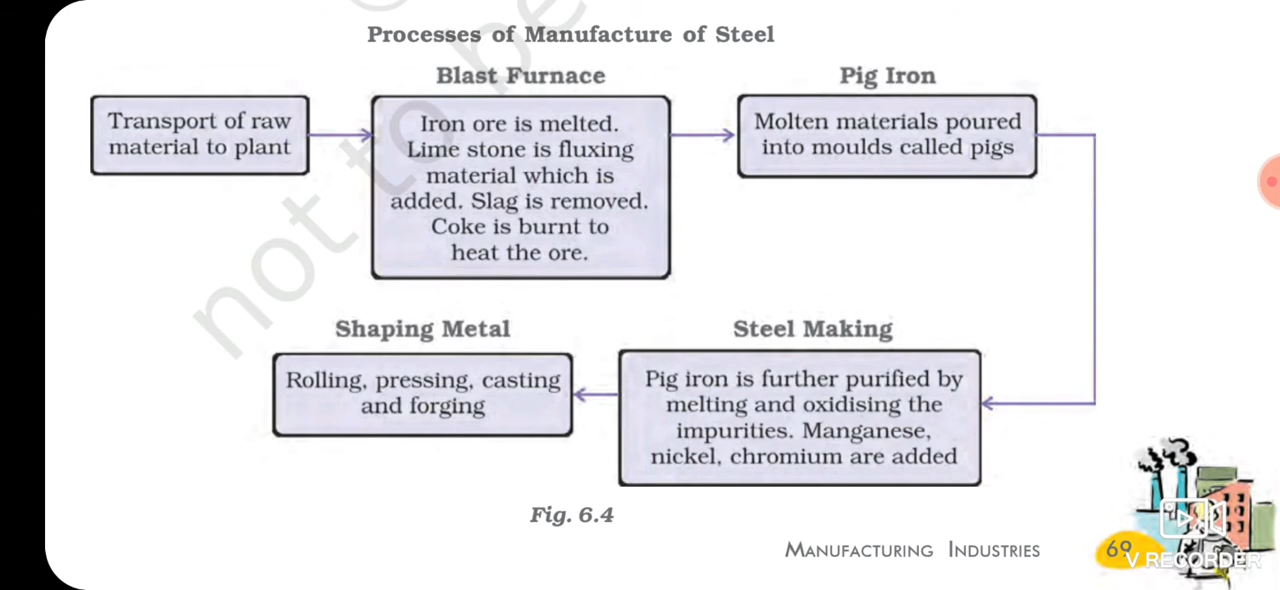 Processes of Manufacture of Steel
Blast Furnace
Pig Iron
Transport of raw
material to plant
Iron ore is melted.
Lime stone is fluxing
material which is
added. Slag is removed.
Coke is burnt to
heat the ore.
Molten materials poured
into moulds called pigs
Shaping Metal
Steel Making
Rolling, pressing, casting
and forging
Pig iron is further purified by
melting and oxidising the
impurities. Manganese,
nickel, chromium are added
Fig. 6.4
MANUFACTURING INDUSTRIES
69
V RECORDER
not to be